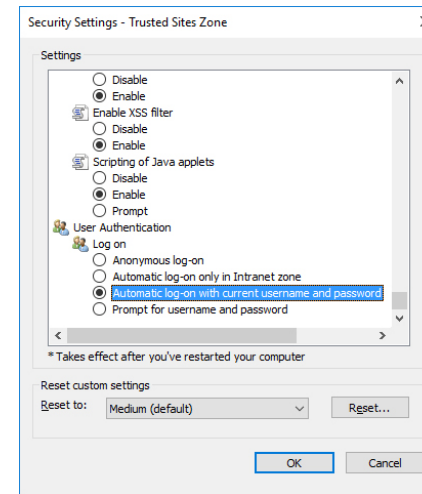 Security Settings - Trusted Sites Zone
Settings
Disable
Enable
Enable XSS filter
Disable
Enable
Scripting of Java applets
Disable
Enable
Prompt
User Authentication
Log on
Anonymous log-on
Automatic log-on only in Intranet zone
Automatic log-on with current username and password
Prompt for username and password
* Takes effect after you've restarted your computer
Reset custom settings
Reset to: Medium (default) Reset...
OK Cancel